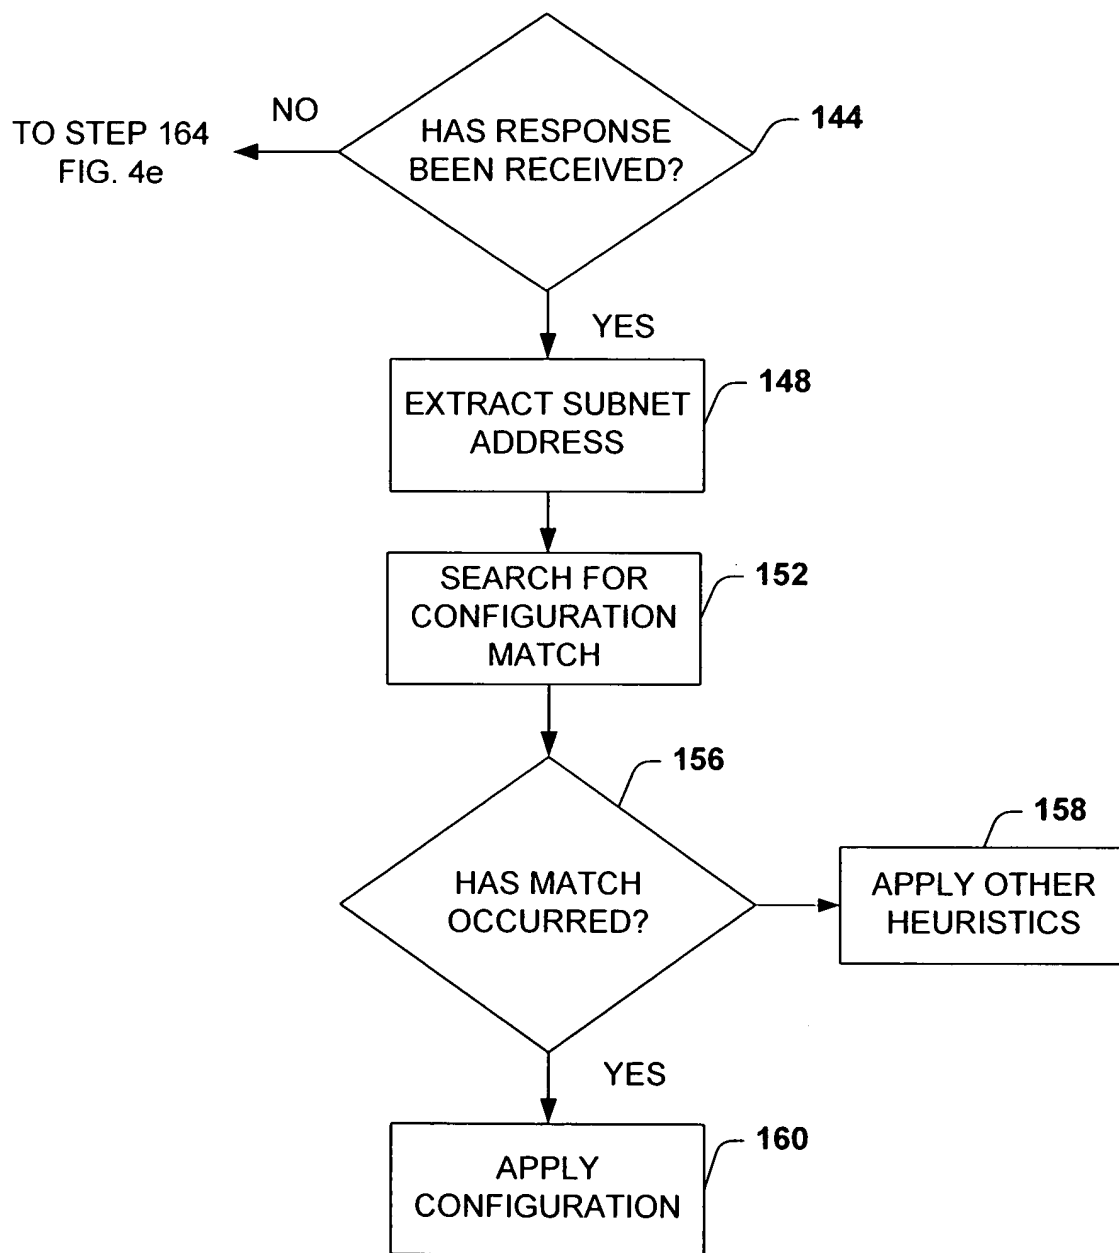 NO
TO STEP 164
FIG. 4e
HAS RESPONSE
BEEN RECEIVED?
144
YES
EXTRACT SUBNET
ADDRESS
148
SEARCH FOR
CONFIGURATION
MATCH
152
156
HAS MATCH
OCCURRED?
158
APPLY OTHER
HEURISTICS
YES
APPLY
CONFIGURATION
160